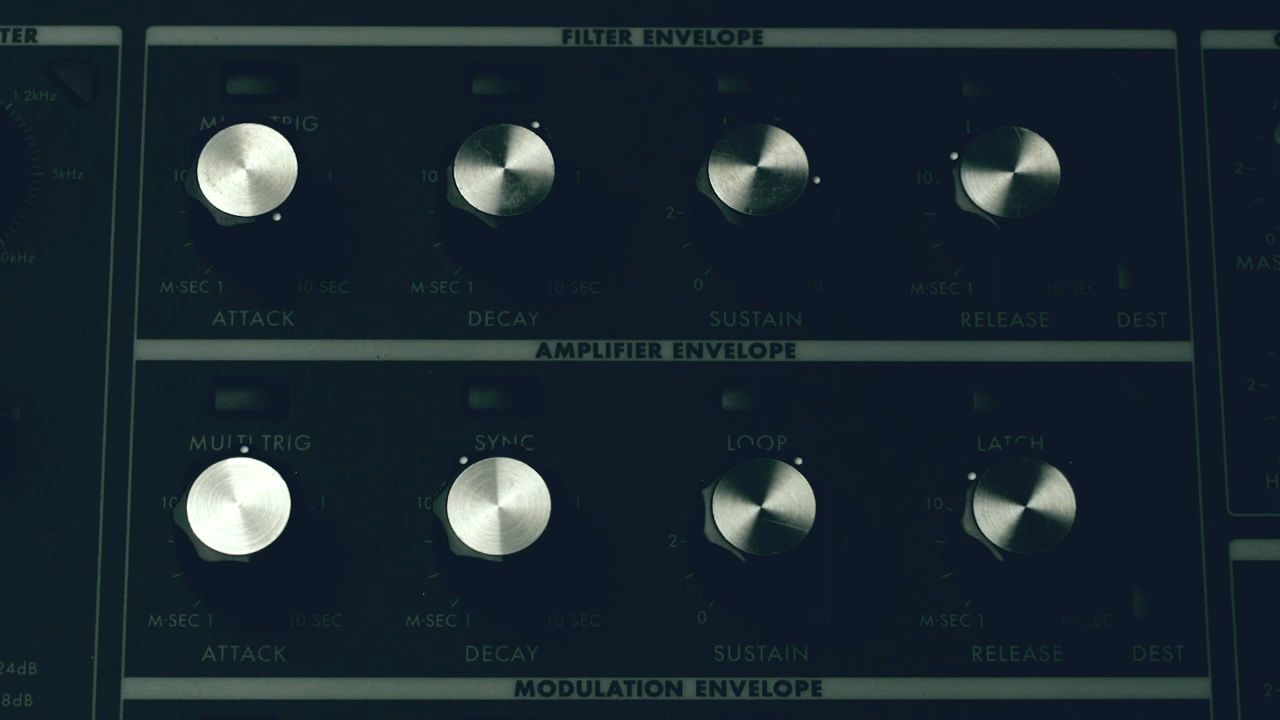 FILTER ENVELOPE
12kHz
5kHz
10 1 10 1 2 10
M·SEC 1 10 SEC M·SEC 1 10 SEC 0 10 M·SEC 1 10 SEC
ATTACK DECAY SUSTAIN RELEASE DEST
AMPLIFIER ENVELOPE
MULTI TRIG SYNC LOOP LATCH
10 1 10 1 2 10
M·SEC 1 10 SEC M·SEC 1 10 SEC 0 10 M·SEC 1 10 SEC
ATTACK DECAY SUSTAIN RELEASE DEST
24dB
MODULATION ENVELOPE